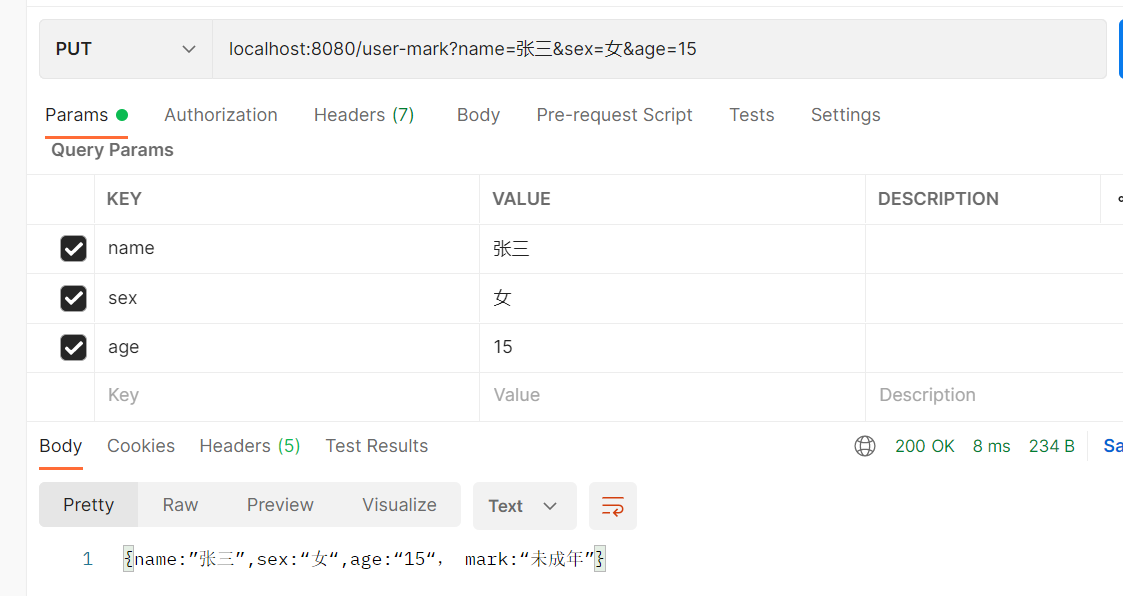 PUT localhost:8080/user-mark?name=张三&sex=女&age=15
Params Authorization Headers (7) Body Pre-request Script Tests Settings
Query Params
KEY VALUE DESCRIPTION
name 张三
sex 女
age 15
Key Value Description
Body Cookies Headers (5) Test Results 200 OK 8 ms 234 B Sa
Pretty Raw Preview Visualize Text
1 {name:”张三”,sex:“女“,age:“15“， mark:“未成年”}